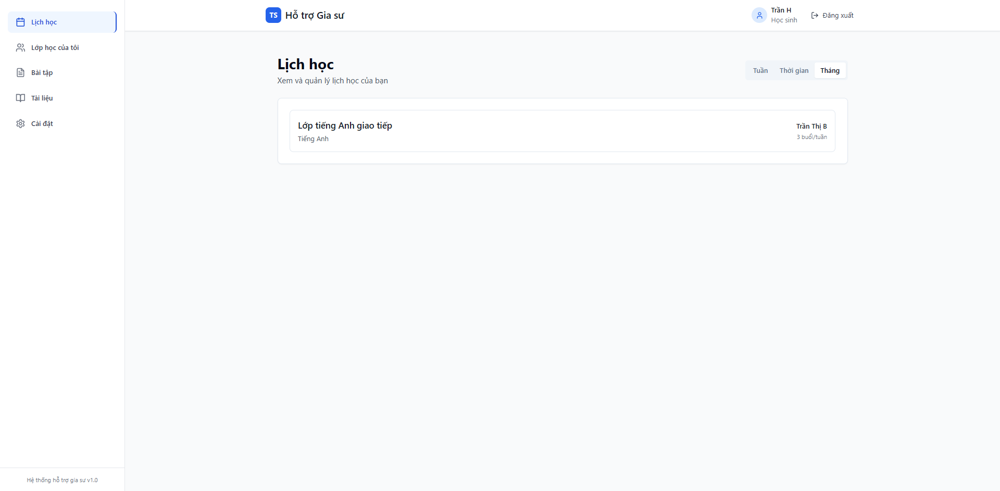 Lịch học
Lớp học của tôi
Bài tập
Tài liệu
Cài đặt
Hệ thống hỗ trợ gia sư v1.0
TS Hỗ trợ Gia sư
Trần H
Học sinh
Đăng xuất
Lịch học
Xem và quản lý lịch học của bạn
Tuần Thời gian Tháng
Lớp tiếng Anh giao tiếp
Tiếng Anh
Trần Thị B
3 buổi/tuần